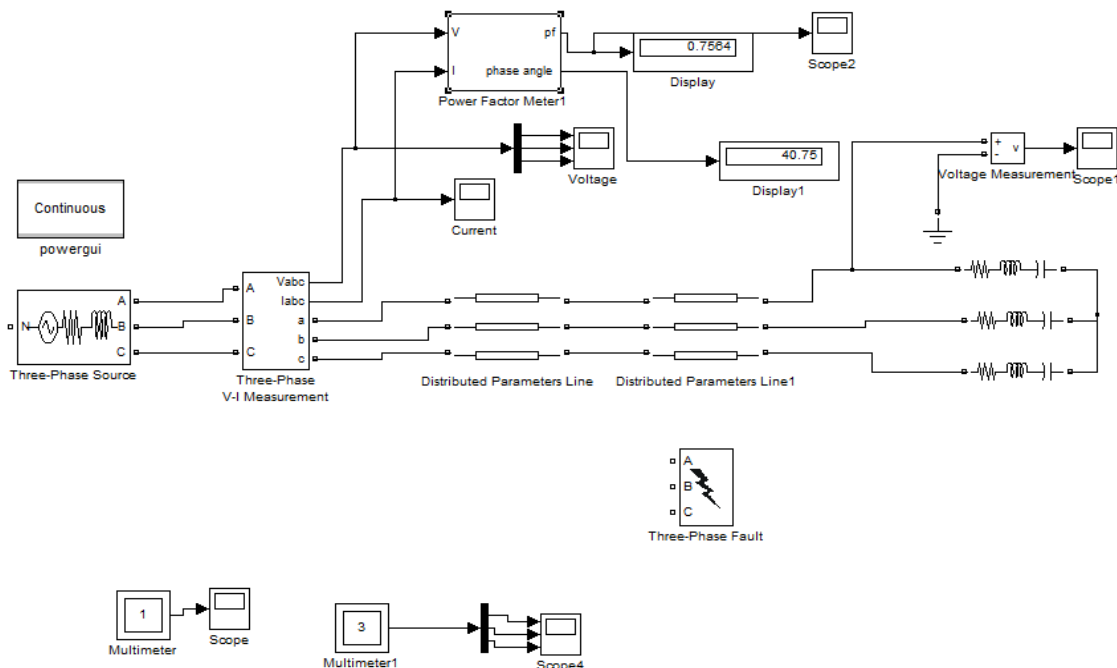 V
I
pf
phase angle
Power Factor Meter1
0.7564
Display
Scope2
Voltage
40.75
Display1
+
-
v
Voltage Measurement
Scope1
Continuous
powergui
Current
N
A
B
C
Three-Phase Source
A
B
C
Vabc
Iabc
a
b
c
Three-Phase
V-I Measurement
Distributed Parameters Line
Distributed Parameters Line1
A
B
C
Three-Phase Fault
1
Multimeter
Scope
3
Multimeter1
Scope4